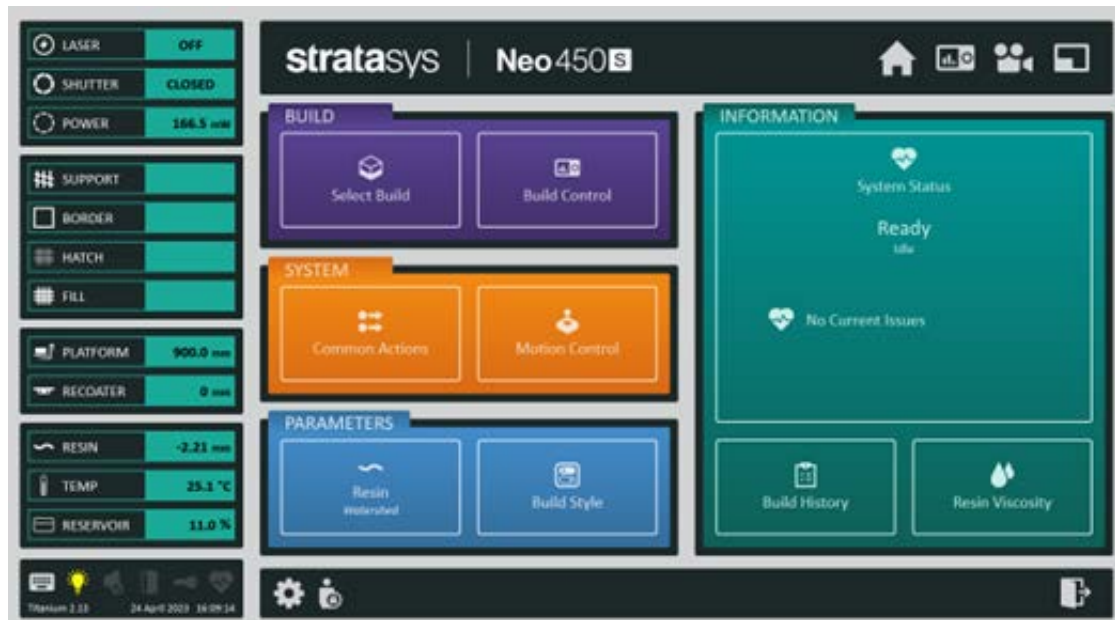 LASER OFF
SHUTTER CLOSED
POWER 166.5 mW
SUPPORT
BORDER
HATCH
FILL
PLATFORM 900.0 mm
RECOATER 0 mm
RESIN -2.21 mm
TEMP 25.1 °C
RESERVOIR 11.0 %
Titanium 2.13 24 April 2023 16:09:14
stratasys Neo450S
BUILD
Select Build
Build Control
SYSTEM
Common Actions
Motion Control
PARAMETERS
Resin
Watershed
Build Style
INFORMATION
System Status
Ready
Idle
No Current Issues
Build History
Resin Viscosity